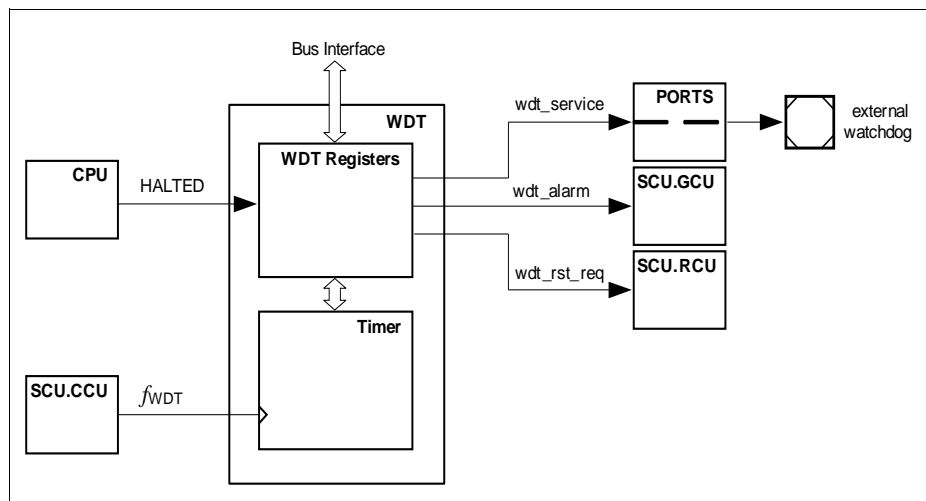 Bus Interface
WDT
WDT Registers
CPU
HALTED
wdt_service
PORTS
external
watchdog
wdt_alarm
SCU.GCU
wdt_rst_req
SCU.RCU
Timer
SCU.CCU
fWDT